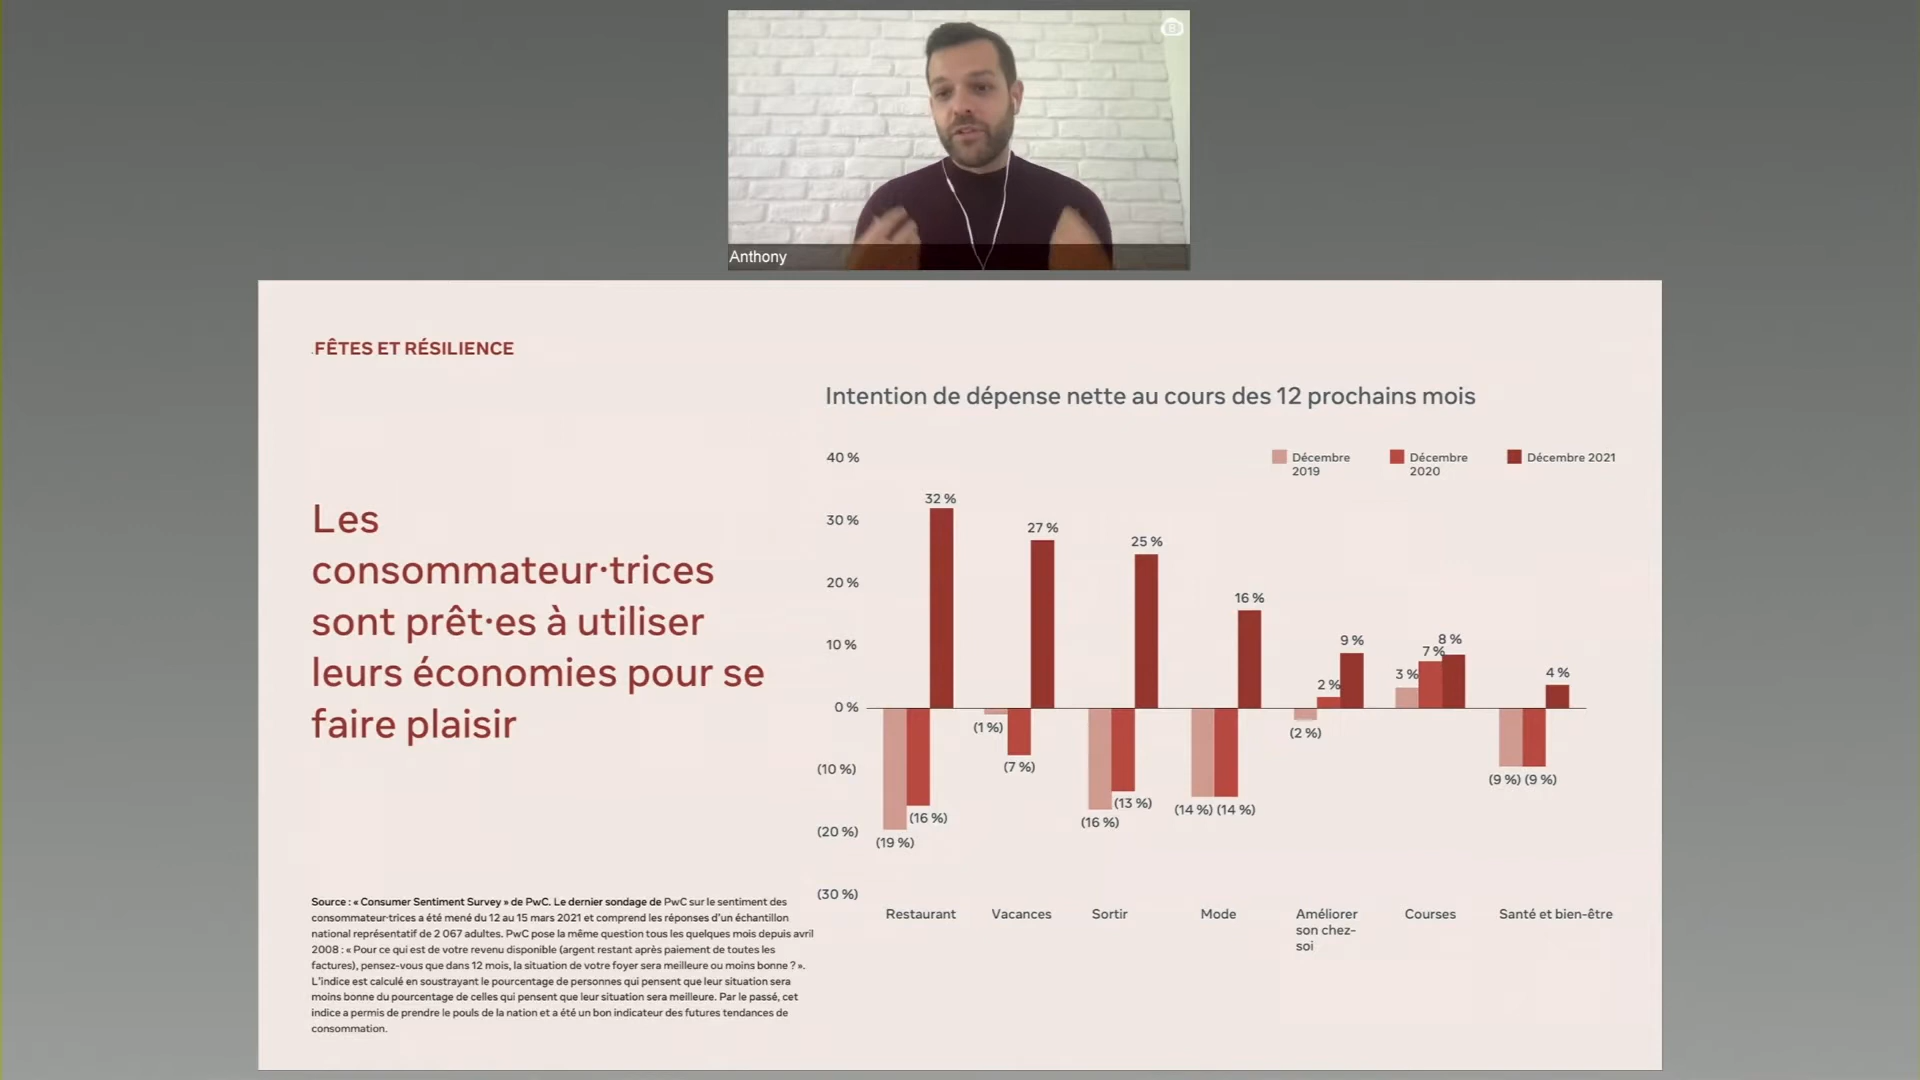 Anthony
.FÊTES ET RÉSILIENCE
Les
consommateur·trices
sont prêt·es à utiliser
leurs économies pour se
faire plaisir
Source : « Consumer Sentiment Survey » de PwC. Le dernier sondage de PwC sur le sentiment des
consommateur·trices a été mené du 12 au 15 mars 2021 et comprend les réponses d'un échantillon
national représentatif de 2 067 adultes. PwC pose la même question tous les quelques mois depuis avril
2008 : « Pour ce qui est de votre revenu disponible (argent restant après paiement de toutes les
factures), pensez-vous que dans 12 mois, la situation de votre foyer sera meilleure ou moins bonne ? ».
L'indice est calculé en soustrayant le pourcentage de personnes qui pensent que leur situation sera
moins bonne du pourcentage de celles qui pensent que leur situation sera meilleure. Par le passé, cet
indice a permis de prendre le pouls de la nation et a été un bon indicateur des futures tendances de
consommation.
Intention de dépense nette au cours des 12 prochains mois
Décembre
2019
Décembre
2020
Décembre 2021
40 %
30 %
20 %
10 %
0 %
(10 %)
(20 %)
(30 %)
(19 %)
(16 %)
32 %
(1 %)
(7 %)
27 %
(16 %)
(13 %)
25 %
(14 %) (14 %)
16 %
(2 %)
2 %
9 %
3 %
7 %
8 %
(9 %) (9 %)
4 %
Restaurant
Vacances
Sortir
Mode
Améliorer
son chez-
soi
Courses
Santé et bien-être